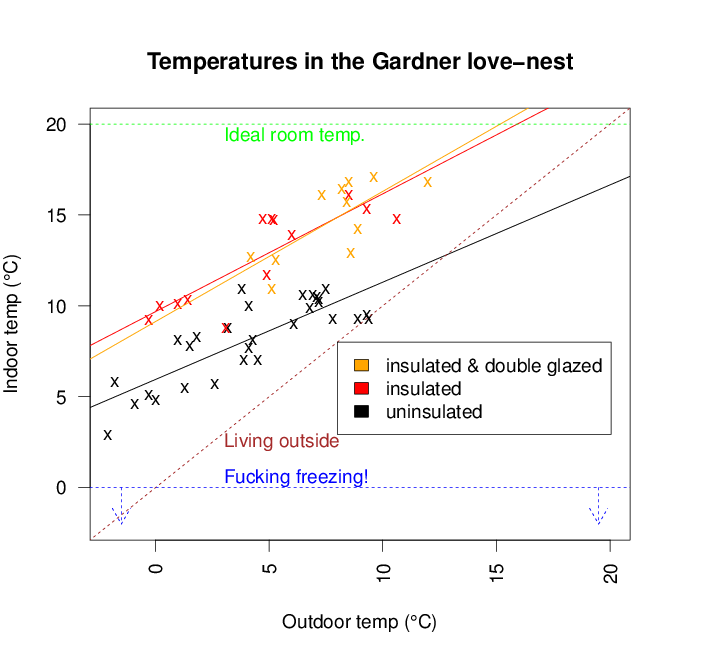 Temperatures in the Gardner love−nest
Indoor temp (°C)
20
15
10
5
0
Ideal room temp.
insulated & double glazed
insulated
uninsulated
Living outside
Fucking freezing!
0
5
10
15
20
Outdoor temp (°C)